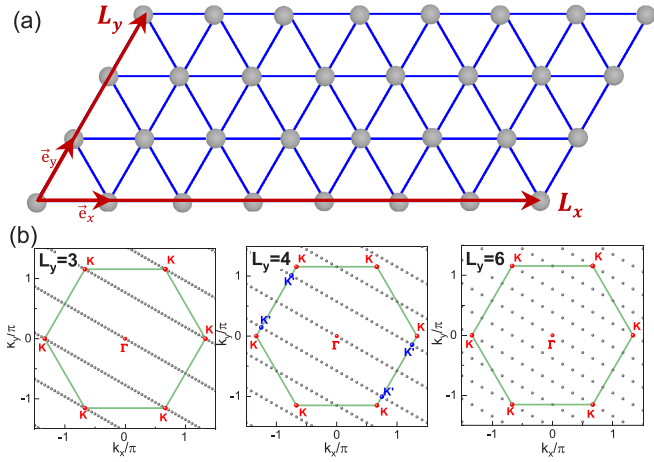 (a)
L_y
e⃗_y
e⃗_x
L_x
(b)
L_y=3
K K
K K
Γ
K K
1
0
-1
k_y/π
-1 0 1
k_x/π
L_y=4
K K
K'
K'
K K
K'
Γ
K'
K K
1
0
-1
k_y/π
-1 0 1
k_x/π
L_y=6
K K
K K
Γ
K K
1
0
-1
k_y/π
-1 0 1
k_x/π